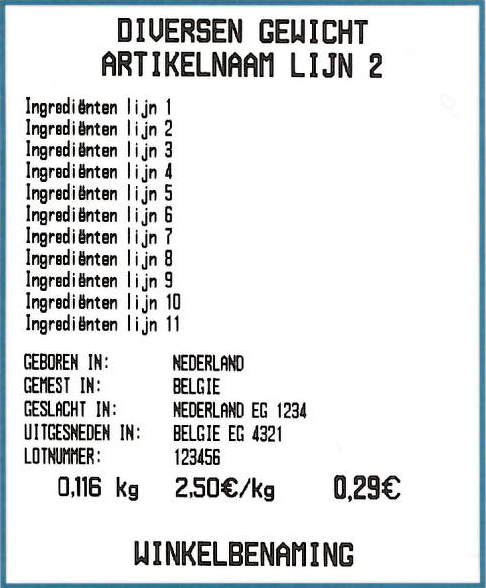 DIVERSEN GEWICHT
ARTIKELNAAM LIJN 2
Ingrediënten lijn 1
Ingrediënten lijn 2
Ingrediënten lijn 3
Ingrediënten lijn 4
Ingrediënten lijn 5
Ingrediënten lijn 6
Ingrediënten lijn 7
Ingrediënten lijn 8
Ingrediënten lijn 9
Ingrediënten lijn 10
Ingrediënten lijn 11
GEBOREN IN: NEDERLAND
GEMEST IN: BELGIE
GESLACHT IN: NEDERLAND EG 1234
UITGESNEDEN IN: BELGIE EG 4321
LOTNUMMER: 123456
0,116 kg 2,50€/kg 0,29€
WINKELBENAMING